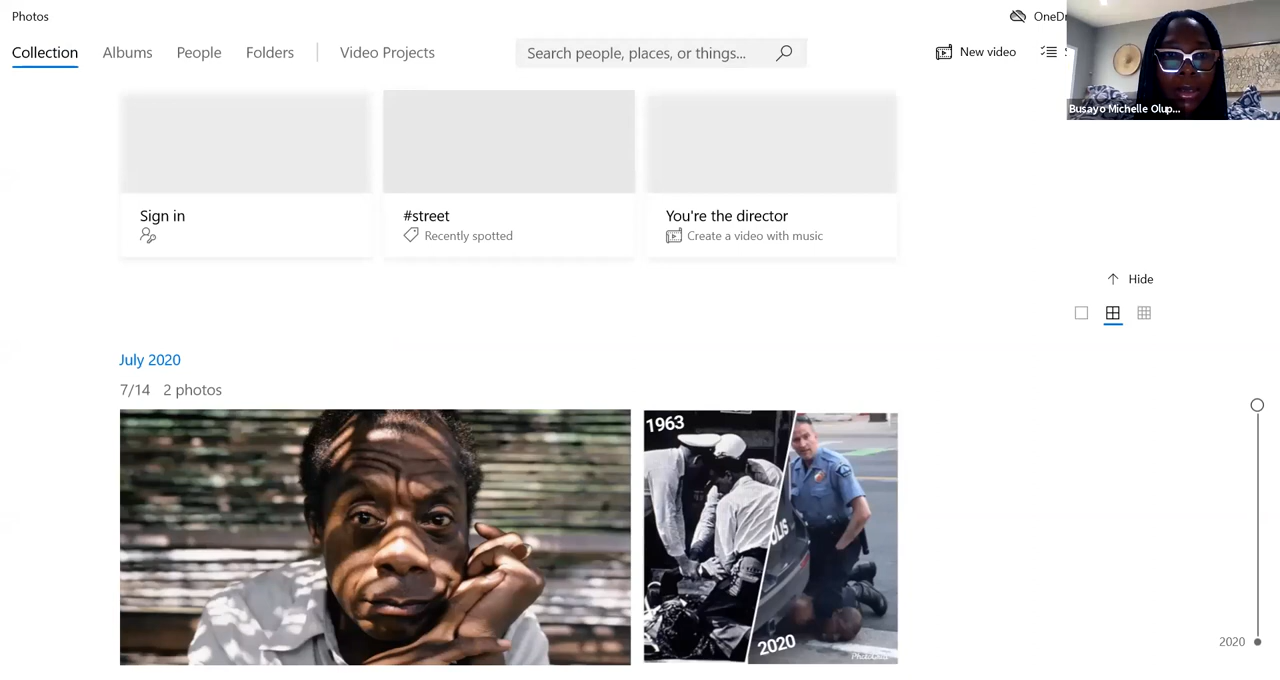 Photos
OneDr
Collection
Albums
People
Folders
Video Projects
Search people, places, or things...
New video
Busayo Michelle Olup...
Sign in
#street
You're the director
Recently spotted
Create a video with music
Hide
July 2020
7/14 2 photos
1963
OLIS
2020
2020